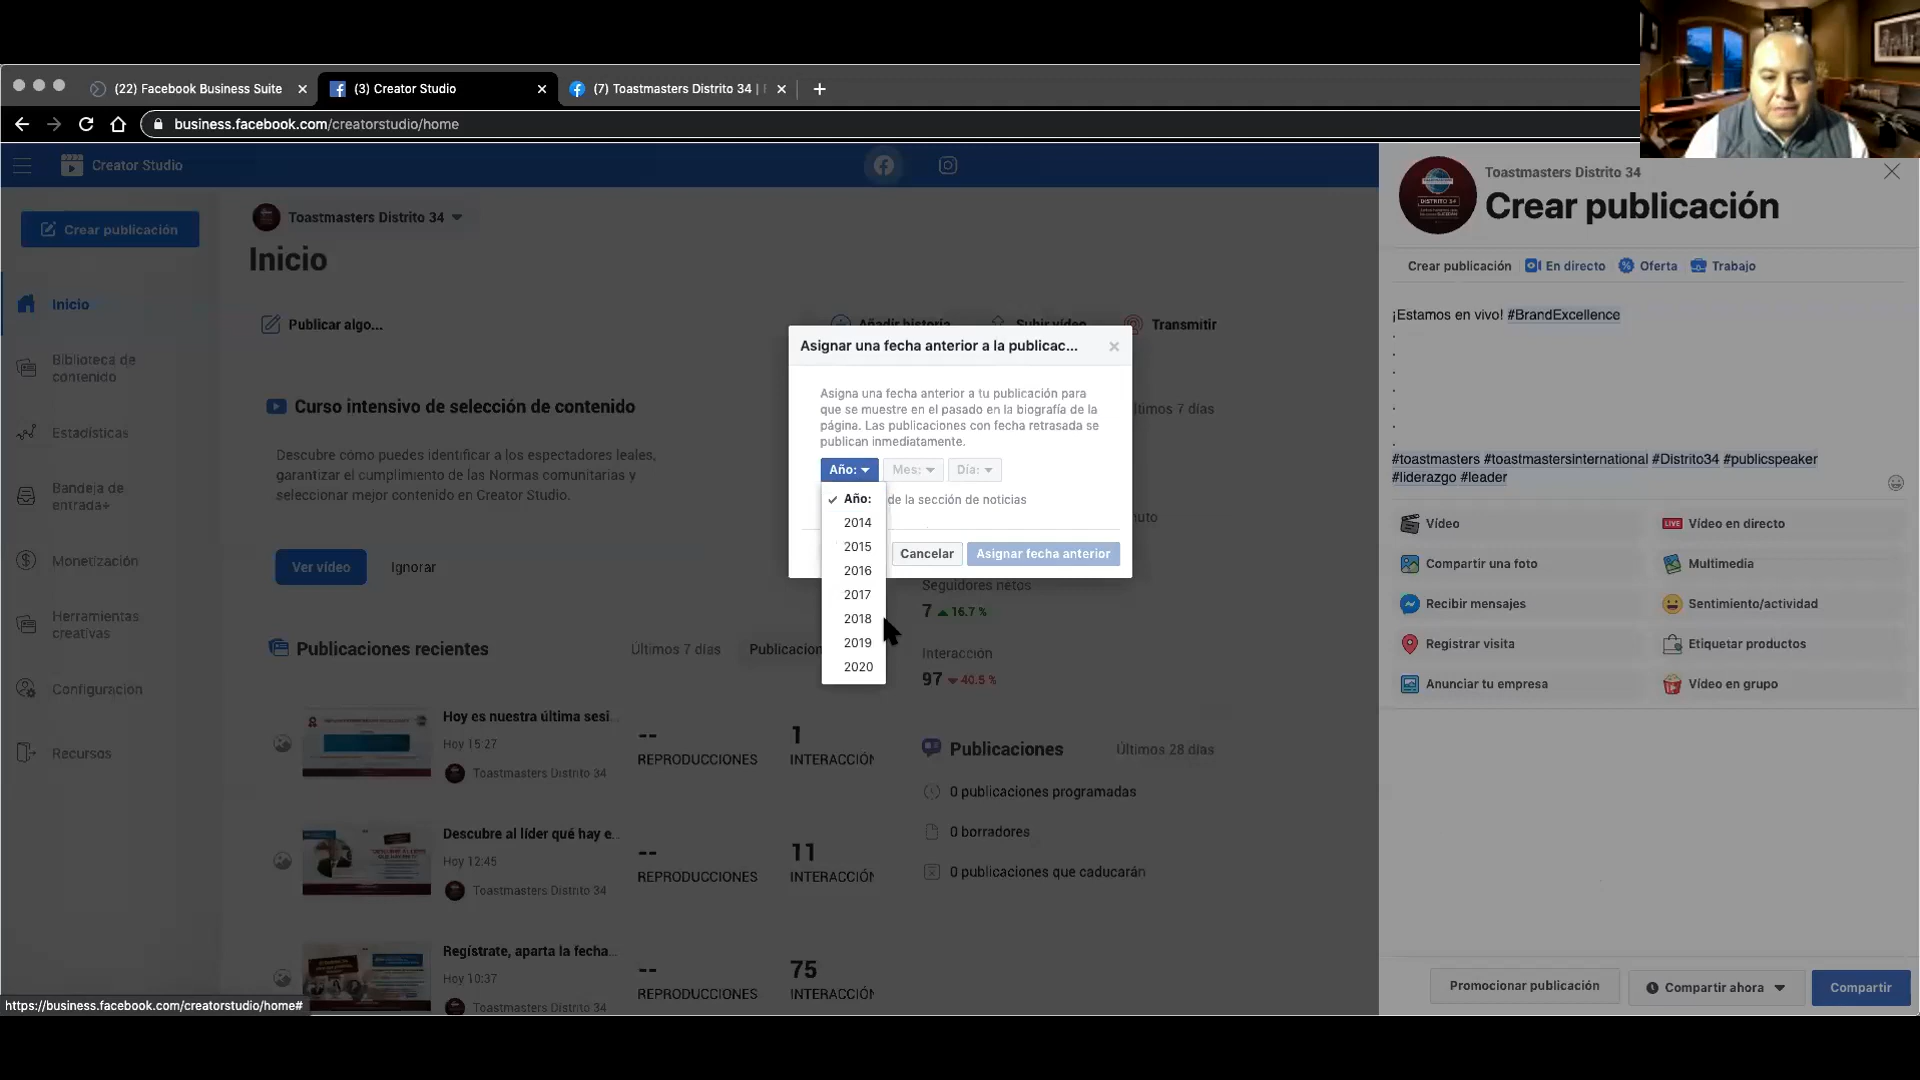 (22) Facebook Business Suite
(3) Creator Studio
(7) Toastmasters Distrito 34 |
business.facebook.com/creatorstudio/home
Creator Studio
Crear publicación
Toastmasters Distrito 34
Inicio
Inicio
Biblioteca de
contenido
Estadísticas
Bandeja de
entrada+
Monetización
Herramientas
creativas
Configuración
Recursos
Publicar algo...
Añadir historia
Subir vídeo
Transmitir
Curso intensivo de selección de contenido
Descubre cómo puedes identificar a los espectadores leales,
garantizar el cumplimiento de las Normas comunitarias y
seleccionar mejor contenido en Creator Studio.
Ver vídeo
Ignorar
Publicaciones recientes
Últimos 7 días
Publicacion
Hoy es nuestra última sesi...
Hoy 15:27
Toastmasters Distrito 34
--
REPRODUCCIONES
1
INTERACCIÓN
Descubre al líder qué hay e...
Hoy 12:45
Toastmasters Distrito 34
--
REPRODUCCIONES
11
INTERACCIÓN
Regístrate, aparta la fecha...
Hoy 10:37
Toastmasters Distrito 34
--
REPRODUCCIONES
75
INTERACCIÓN
Asignar una fecha anterior a la publicac...
Asigna una fecha anterior a tu publicación para
que se muestre en el pasado en la biografía de la
página. Las publicaciones con fecha retrasada se
publican inmediatamente.
Año:
Mes:
Día:
Año:
2014
2015
2016
2017
2018
2019
2020
de la sección de noticias
Cancelar
Asignar fecha anterior
ltimos 7 días
nuto
Seguidores netos
7 16.7 %
Interacción
97 40.5 %
Publicaciones
Últimos 28 días
0 publicaciones programadas
0 borradores
0 publicaciones que caducarán
Toastmasters Distrito 34
Crear publicación
DISTRITO 34
Crear publicación
En directo
Oferta
Trabajo
¡Estamos en vivo! #BrandExcellence
.
.
.
.
.
.
.
#toastmasters #toastmastersinternational #Distrito34 #publicspeaker
#liderazgo #leader
Vídeo
LIVE Vídeo en directo
Compartir una foto
Multimedia
Recibir mensajes
Sentimiento/actividad
Registrar visita
Etiquetar productos
Anunciar tu empresa
Vídeo en grupo
Promocionar publicación
Compartir ahora
Compartir
https://business.facebook.com/creatorstudio/home#